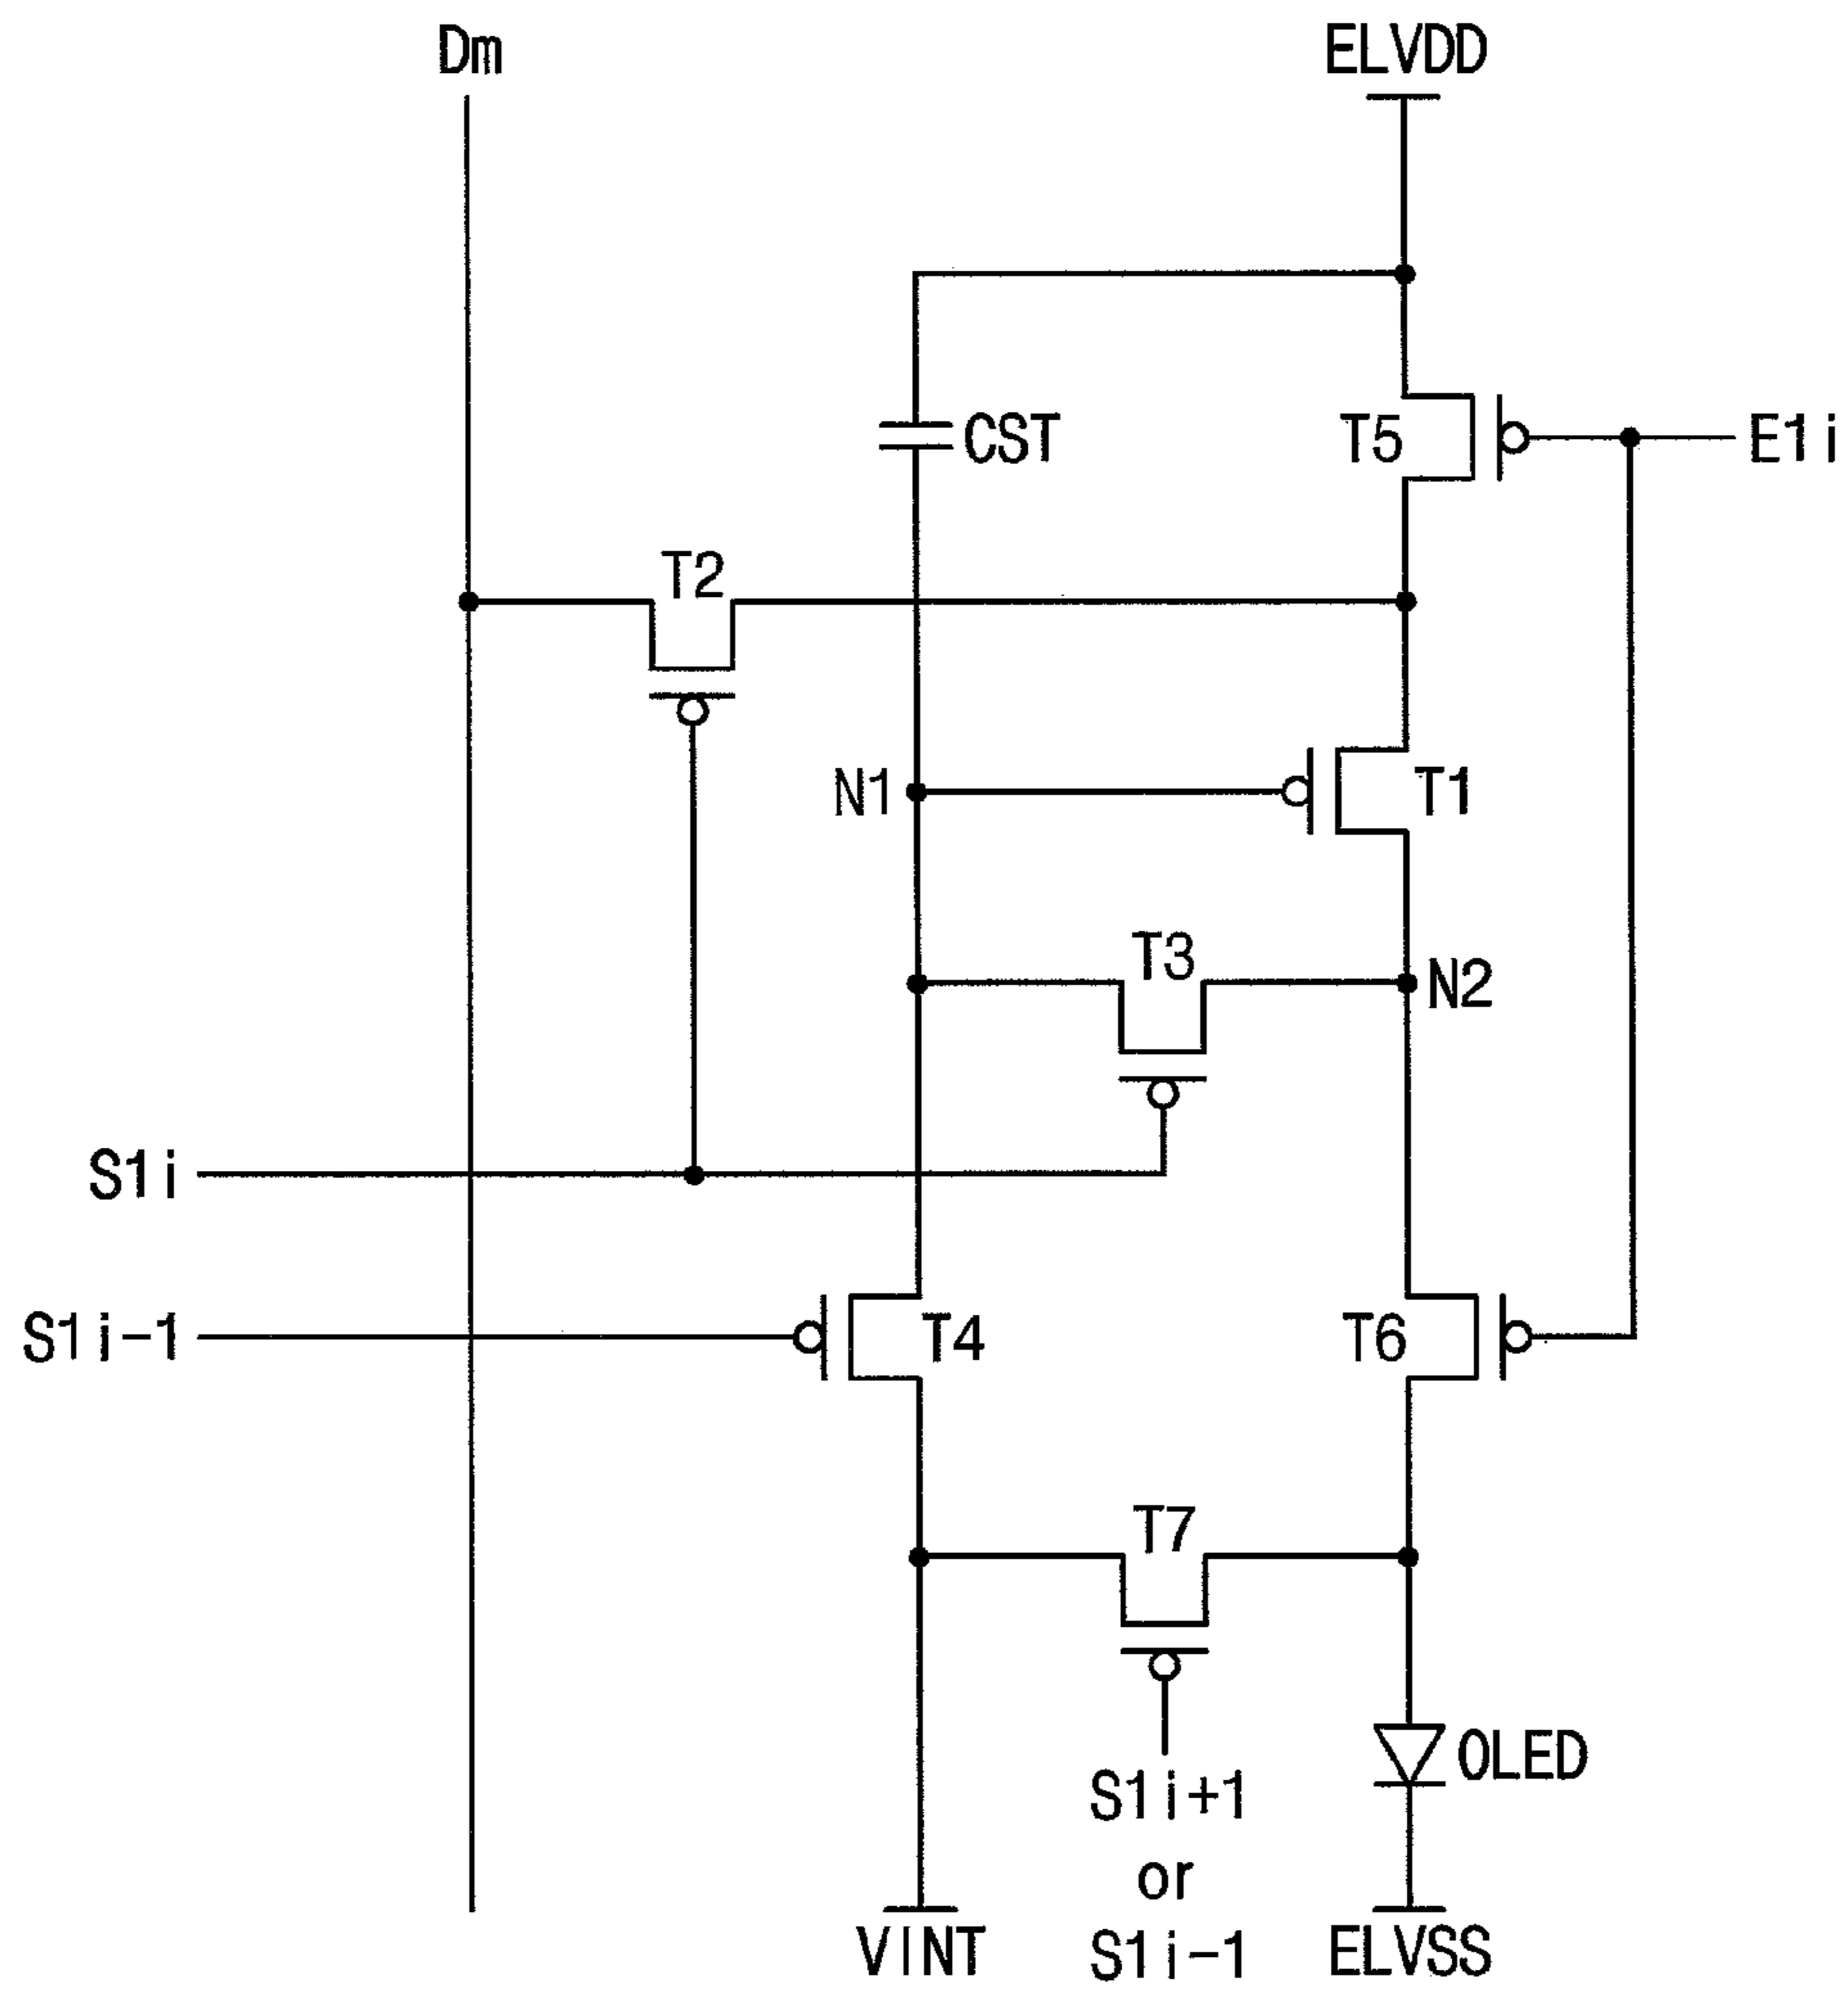 Dm
ELVDD
CST
T5
E1i
T2
N1
T1
T3
N2
S1i
S1i-1
T4
T6
T7
OLED
S1i+1
or
S1i-1
VINT
ELVSS